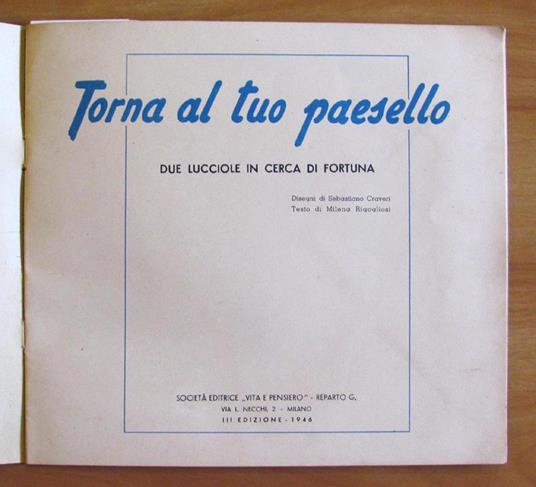 Torna al tuo paesello
DUE LUCCIOLE IN CERCA DI FORTUNA
Disegni di Sebastiano Craveri
Testo di Milena Rigogliosi
SOCIETÀ EDITRICE „VITA E PENSIERO" - REPARTO G.
VIA L. NECCHI, 2 - MILANO
III EDIZIONE - 1946